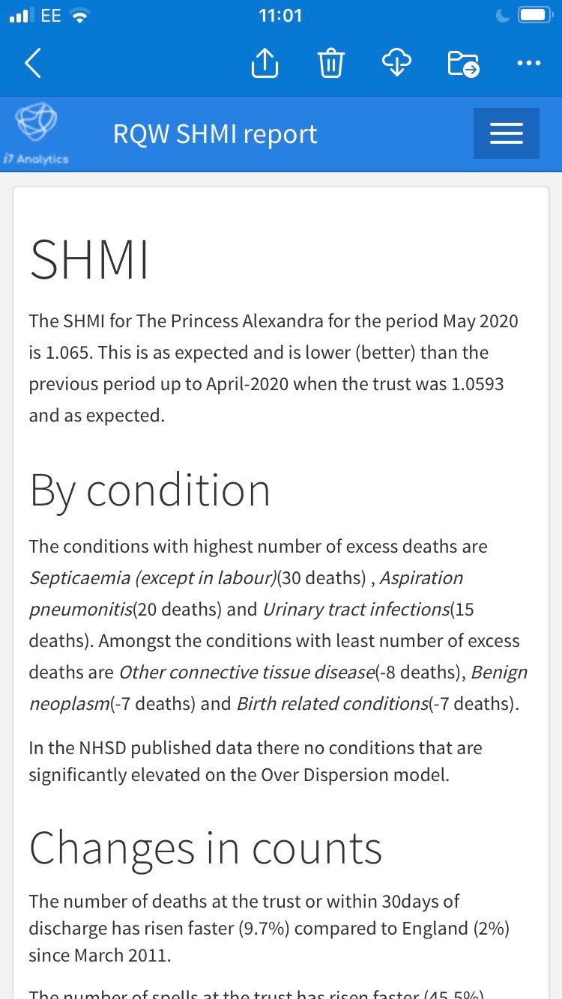 EE
11:01
RQW SHMI report
i7 Analytics
SHMI
The SHMI for The Princess Alexandra for the period May 2020
is 1.065. This is as expected and is lower (better) than the
previous period up to April-2020 when the trust was 1.0593
and as expected.
By condition
The conditions with highest number of excess deaths are
Septicaemia (except in labour)(30 deaths) , Aspiration
pneumonitis(20 deaths) and Urinary tract infections(15
deaths). Amongst the conditions with least number of excess
deaths are Other connective tissue disease(-8 deaths), Benign
neoplasm(-7 deaths) and Birth related conditions(-7 deaths).
In the NHSD published data there no conditions that are
significantly elevated on the Over Dispersion model.
Changes in counts
The number of deaths at the trust or within 30days of
discharge has risen faster (9.7%) compared to England (2%)
since March 2011.
The number of spells at the trust has risen faster (45.5%)